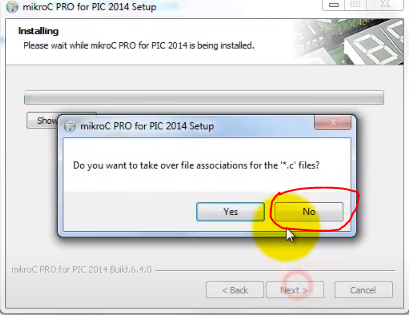 mikroC PRO for PIC 2014 Setup
Installing
Please wait while mikroC PRO for PIC 2014 is being installed.
Show
mikroC PRO for PIC 2014 Setup
Do you want to take over file associations for the '*.c' files?
Yes
No
mikroC PRO for PIC 2014 Build.6.4.0
< Back
Next >
Cancel